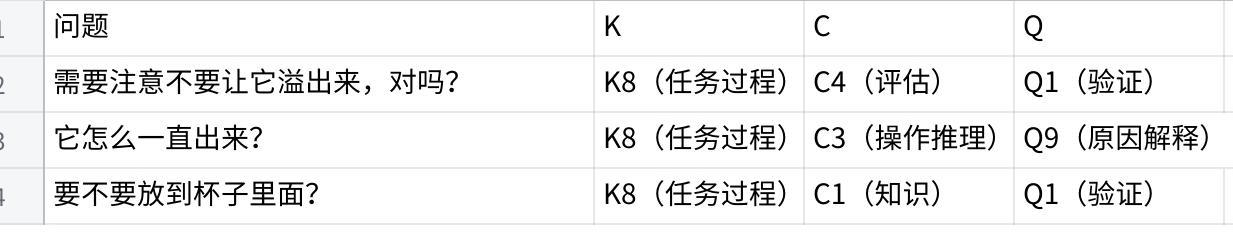 1 问题 K C Q
2 需要注意不要让它溢出来，对吗？ K8（任务过程） C4（评估） Q1（验证）
3 它怎么一直出来？ K8（任务过程） C3（操作推理） Q9（原因解释）
4 要不要放到杯子里面？ K8（任务过程） C1（知识） Q1（验证）